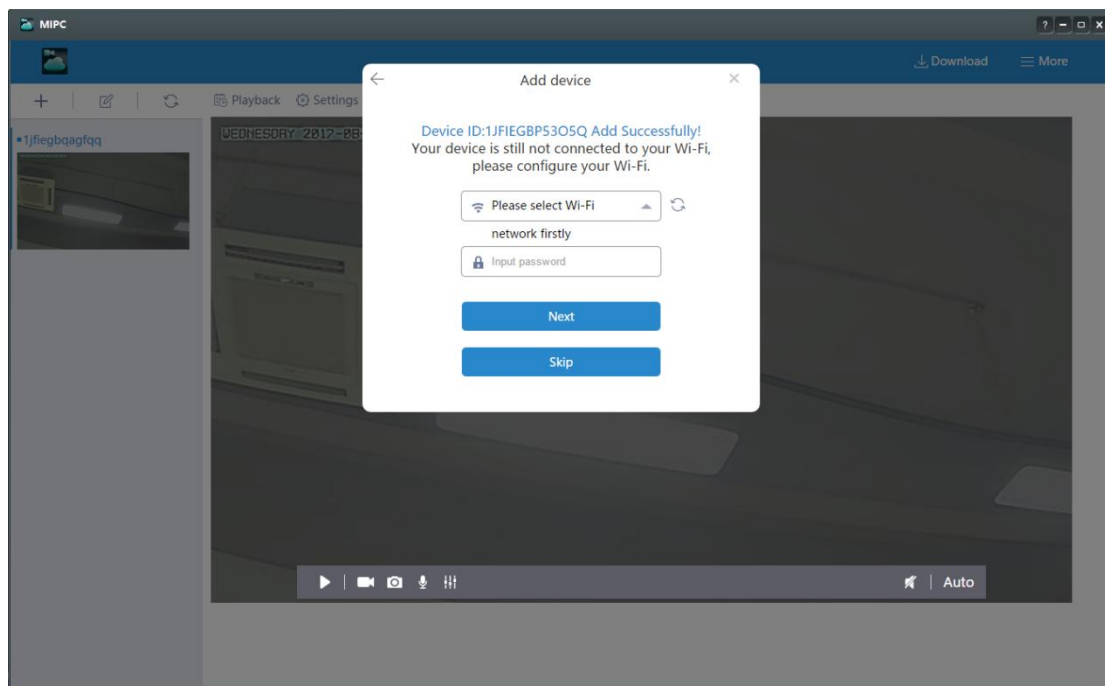 MIPC
Download
More
Playback
Settings
1jfiegbqagfqq
WEDNESDAY 2017-08-
Add device
Device ID:1JFIEGBP53O5Q Add Successfully!
Your device is still not connected to your Wi-Fi,
please configure your Wi-Fi.
Please select Wi-Fi
network firstly
Input password
Next
Skip
Auto